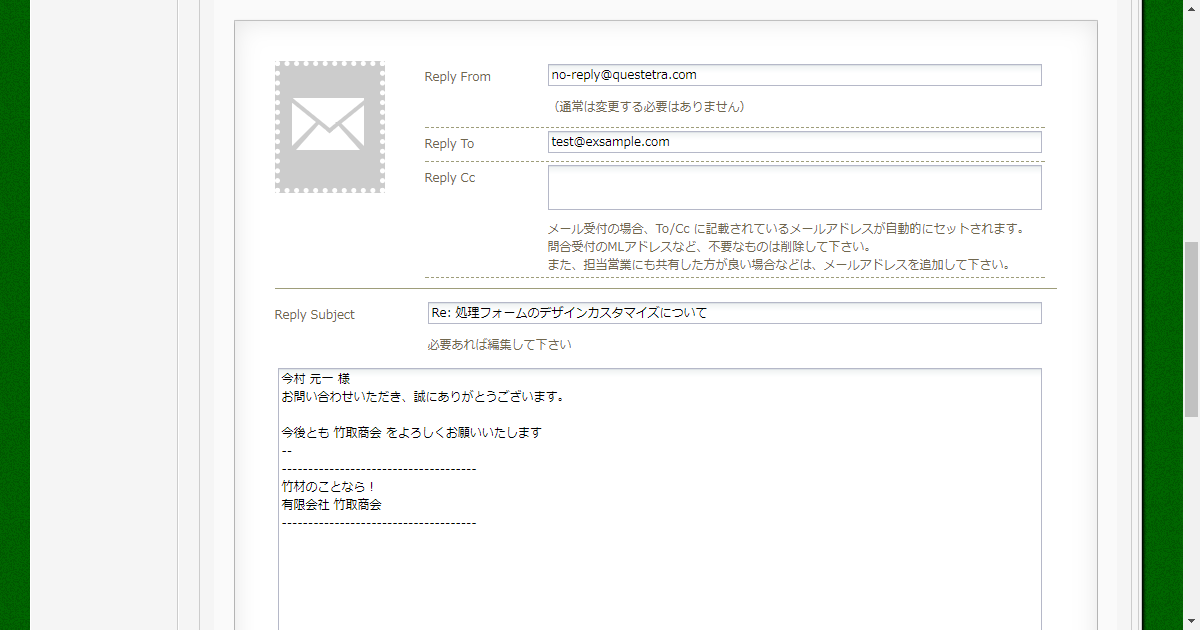 Reply From
no-reply@questetra.com
（通常は変更する必要はありません）
Reply To
test@exsample.com
Reply Cc
メール受付の場合、To/Cc に記載されているメールアドレスが自動的にセットされます。
問合受付のMLアドレスなど、不要なものは削除して下さい。
また、担当営業にも共有した方が良い場合などは、メールアドレスを追加して下さい。
Reply Subject
Re: 処理フォームのデザインカスタマイズについて
必要あれば編集して下さい
今村 元一 様
お問い合わせいただき、誠にありがとうございます。
今後とも 竹取商会 をよろしくお願いいたします
--
-------------------------------------
竹材のことなら！
有限会社 竹取商会
-------------------------------------